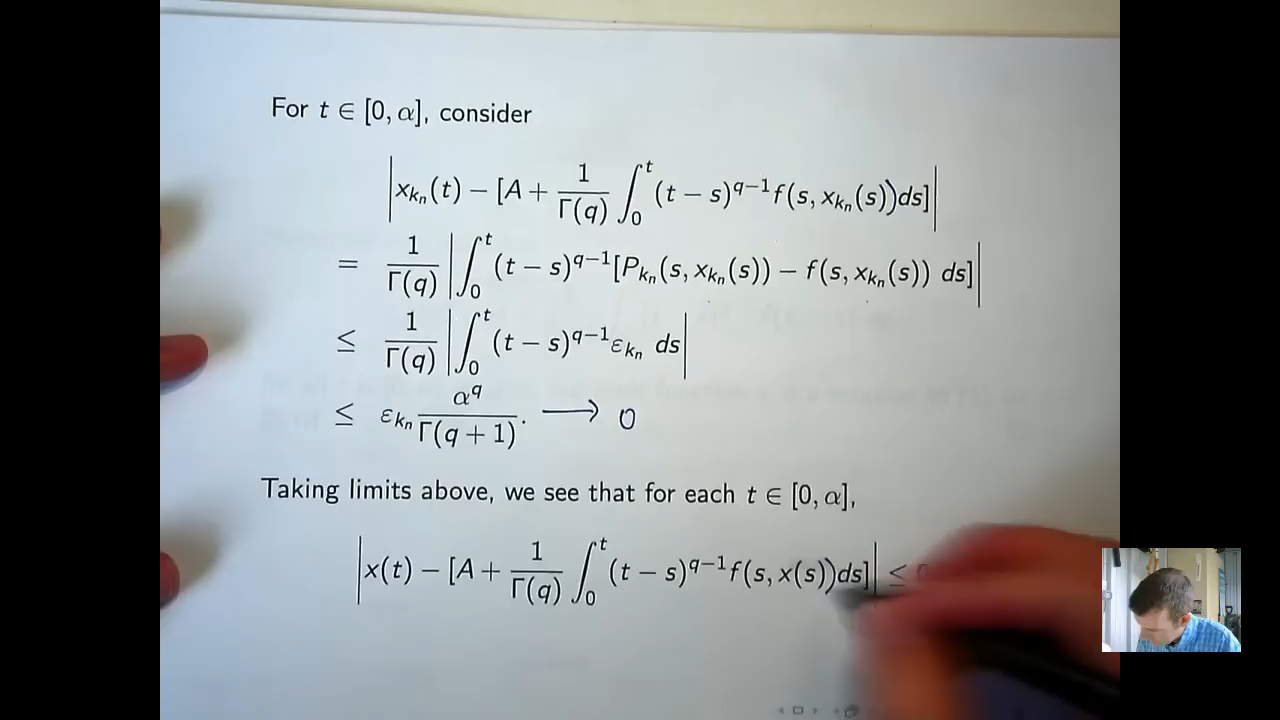 For t ∈ [0, α], consider
|x_{k_n}(t) − [A + 1/Γ(q) ∫_0^t (t − s)^{q−1} f(s, x_{k_n}(s))ds]|
= 1/Γ(q) |∫_0^t (t − s)^{q−1}[P_{k_n}(s, x_{k_n}(s)) − f(s, x_{k_n}(s)) ds]|
≤ 1/Γ(q) |∫_0^t (t − s)^{q−1} ε_{k_n} ds|
≤ ε_{k_n} α^q/Γ(q + 1). ⟶ 0
Taking limits above, we see that for each t ∈ [0, α],
|x(t) − [A + 1/Γ(q) ∫_0^t (t − s)^{q−1} f(s, x(s))ds]| ≤